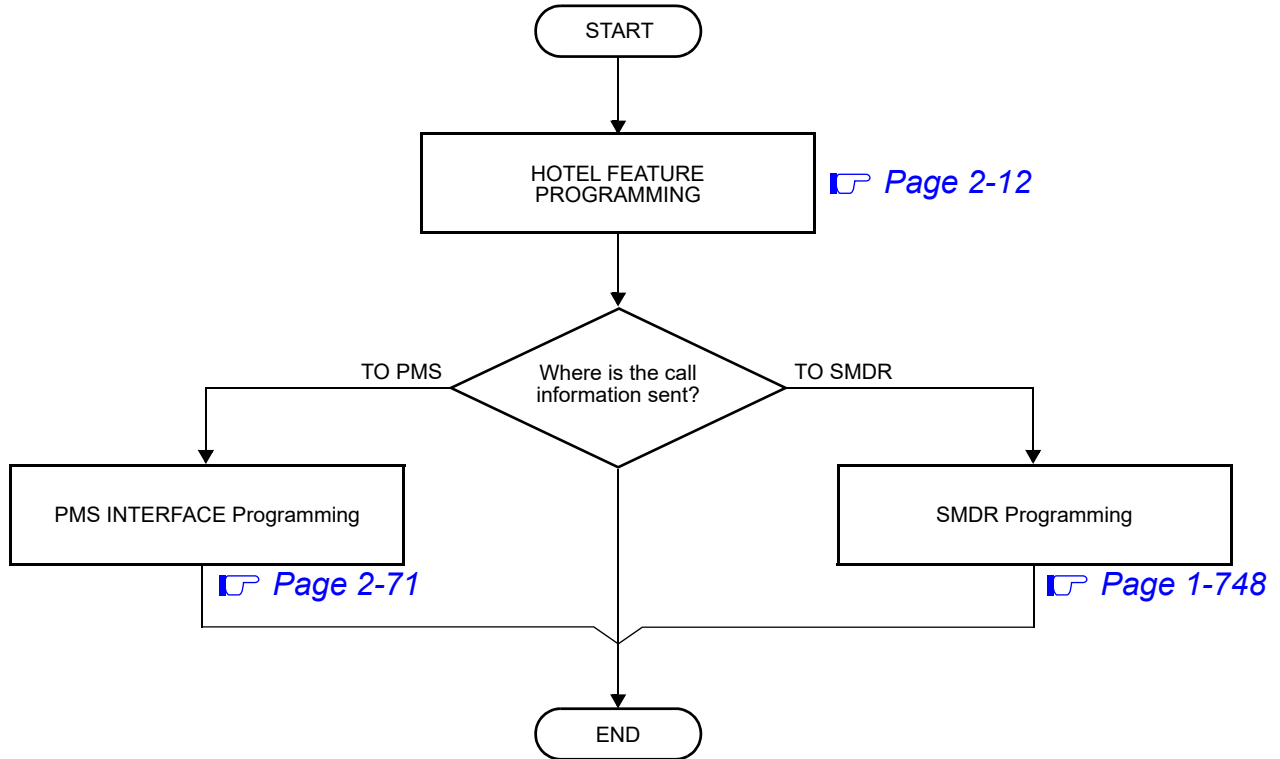 START
HOTEL FEATURE
PROGRAMMING
Page 2-12
TO PMS
Where is the call
information sent?
TO SMDR
PMS INTERFACE Programming
SMDR Programming
Page 2-71
Page 1-748
END